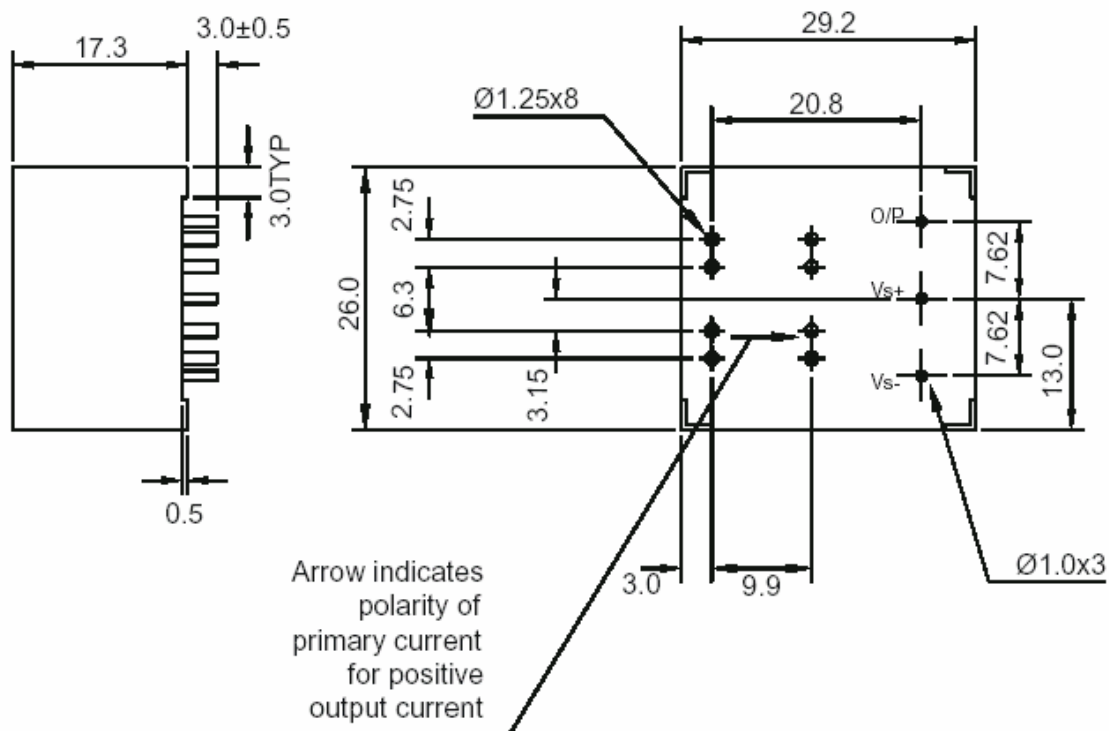 17.3
3.0±0.5
29.2
20.8
Ø1.25x8
3.0TYP
2.75
6.3
2.75
26.0
3.15
O/P
Vs+
Vs-
7.62
7.62
13.0
0.5
3.0
9.9
Ø1.0x3
Arrow indicates
polarity of
primary current
for positive
output current